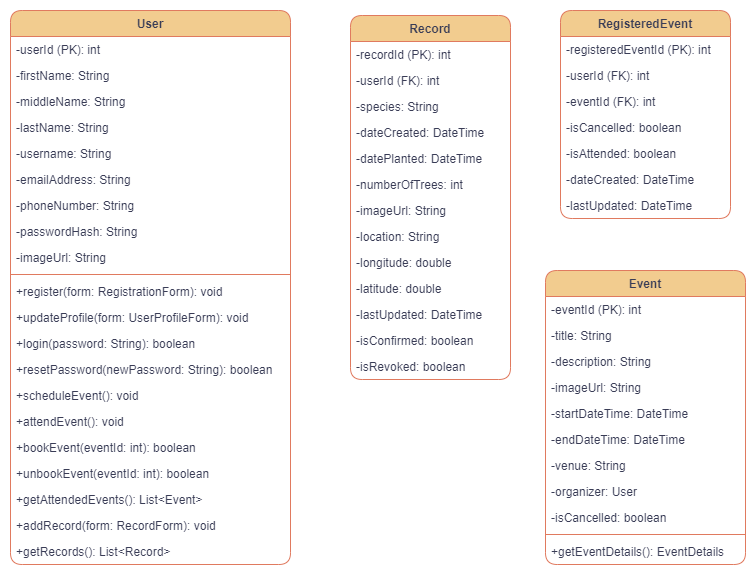 User
-userId (PK): int
-firstName: String
-middleName: String
-lastName: String
-username: String
-emailAddress: String
-phoneNumber: String
-passwordHash: String
-imageUrl: String
+register(form: RegistrationForm): void
+updateProfile(form: UserProfileForm): void
+login(password: String): boolean
+resetPassword(newPassword: String): boolean
+scheduleEvent(): void
+attendEvent(): void
+bookEvent(eventId: int): boolean
+unbookEvent(eventId: int): boolean
+getAttendedEvents(): List<Event>
+addRecord(form: RecordForm): void
+getRecords(): List<Record>
Record
-recordId (PK): int
-userId (FK): int
-species: String
-dateCreated: DateTime
-datePlanted: DateTime
-numberOfTrees: int
-imageUrl: String
-location: String
-longitude: double
-latitude: double
-lastUpdated: DateTime
-isConfirmed: boolean
-isRevoked: boolean
RegisteredEvent
-registeredEventId (PK): int
-userId (FK): int
-eventId (FK): int
-isCancelled: boolean
-isAttended: boolean
-dateCreated: DateTime
-lastUpdated: DateTime
Event
-eventId (PK): int
-title: String
-description: String
-imageUrl: String
-startDateTime: DateTime
-endDateTime: DateTime
-venue: String
-organizer: User
-isCancelled: boolean
+getEventDetails(): EventDetails